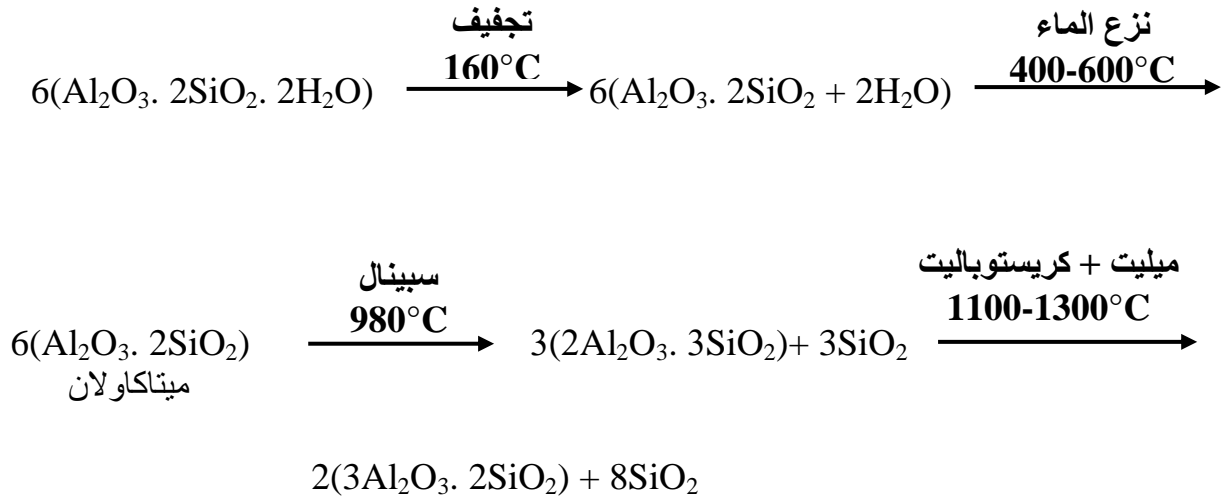 تجفيف
160°C
نزع الماء
400-600°C
6(Al₂O₃. 2SiO₂. 2H₂O) → 6(Al₂O₃. 2SiO₂ + 2H₂O) →
سبينال
980°C
ميليت + كريستوباليت
1100-1300°C
6(Al₂O₃. 2SiO₂) → 3(2Al₂O₃. 3SiO₂)+ 3SiO₂ →
ميتاكاولان
2(3Al₂O₃. 2SiO₂) + 8SiO₂